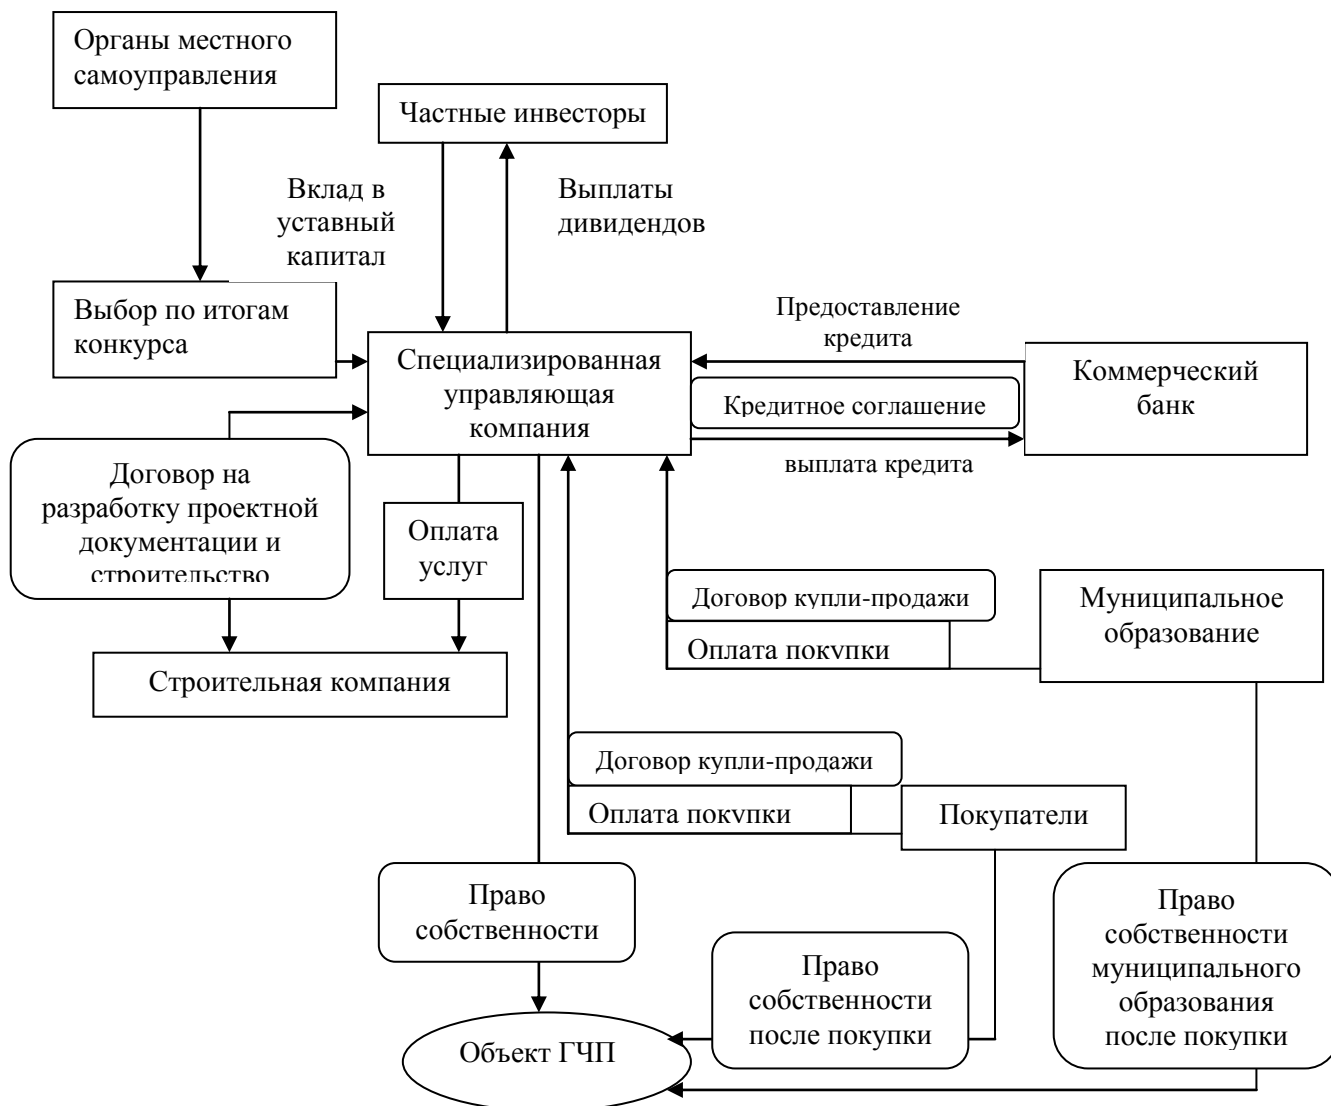 Органы местного
самоуправления
Частные инвесторы
Вклад в
уставный
капитал
Выплаты
дивидендов
Выбор по итогам
конкурса
Предоставление
кредита
Специализированная
управляющая
компания
Кредитное соглашение
Коммерческий
банк
выплата кредита
Договор на
разработку проектной
документации и
строительство
Оплата
услуг
Договор купли-продажи
Оплата покупки
Муниципальное
образование
Строительная компания
Договор купли-продажи
Оплата покупки
Покупатели
Право
собственности
Право
собственности
после покупки
Право
собственности
муниципального
образования
после покупки
Объект ГЧП